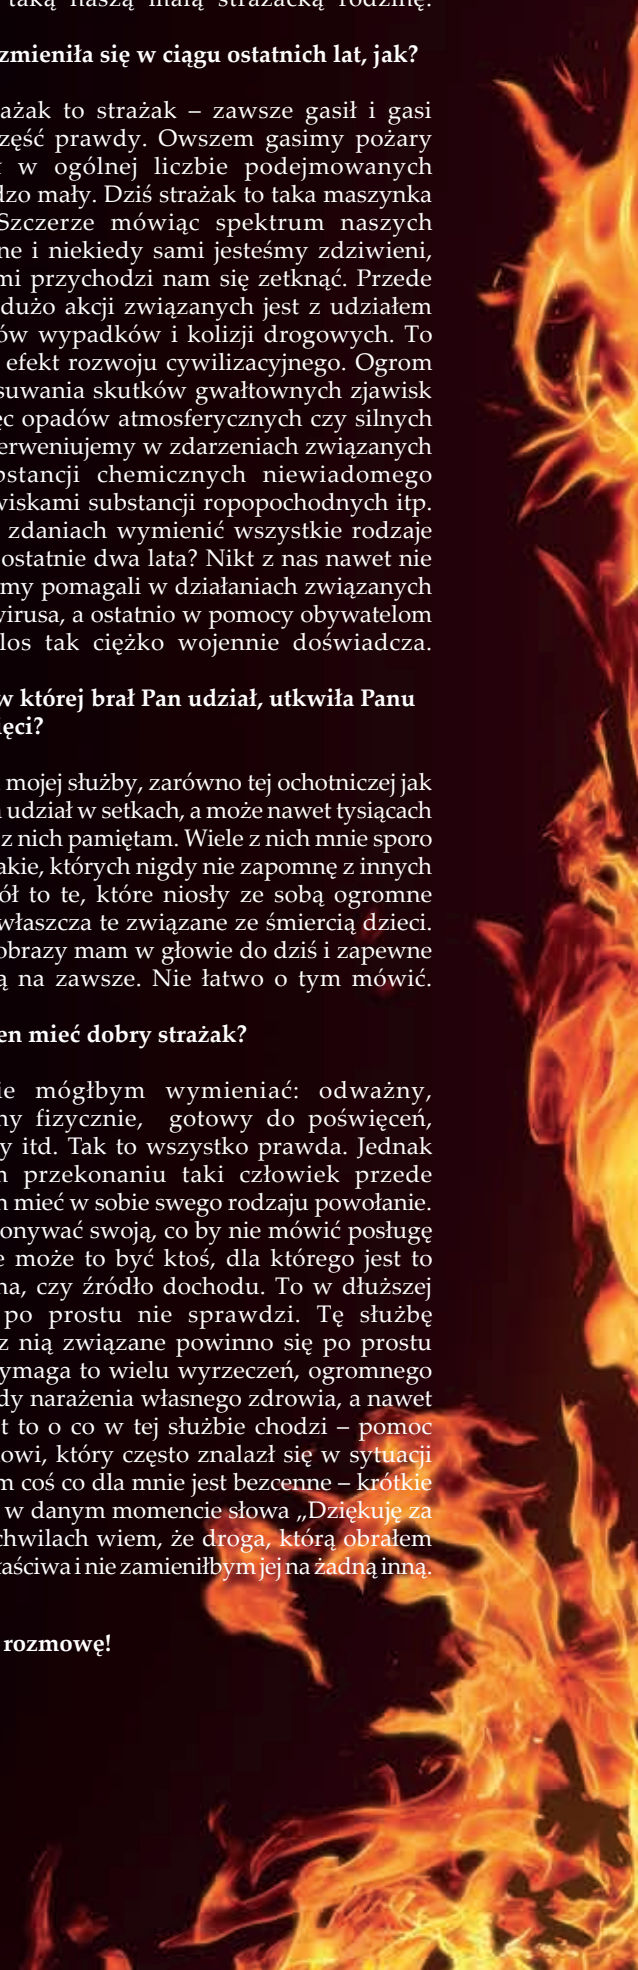 taką naszą małą strażacką rodzinę.
zmieniła się w ciągu ostatnich lat, jak?
ażak to strażak – zawsze gasił i gasi
zęść prawdy. Owszem gasimy pożary
w ogólnej liczbie podejmowanych
dzo mały. Dziś strażak to taka maszynka
Szczerze mówiąc spektrum naszych
ne i niekiedy sami jesteśmy zdziwieni,
mi przychodzi nam się zetknąć. Przede
dużo akcji związanych jest z udziałem
ów wypadków i kolizji drogowych. To
efekt rozwoju cywilizacyjnego. Ogrom
suwania skutków gwałtownych zjawisk
ęc opadów atmosferycznych czy silnych
erweniujemy w zdarzeniach związanych
bstancji chemicznych niewiadomego
wiskami substancji ropopochodnych itp.
zdaniach wymienić wszystkie rodzaje
ostatnie dwa lata? Nikt z nas nawet nie
my pomagali w działaniach związanych
wirusa, a ostatnio w pomocy obywatelom
los tak ciężko wojennie doświadcza.
w której brał Pan udział, utkwiła Panu
ięci?
mojej służby, zarówno tej ochotniczej jak
udział w setkach, a może nawet tysiącach
z nich pamiętam. Wiele z nich mnie sporo
akie, których nigdy nie zapomnę z innych
ół to te, które niosły ze sobą ogromne
właszcza te związane ze śmiercią dzieci.
obrazy mam w głowie do dziś i zapewne
ą na zawsze. Nie łatwo o tym mówić.
en mieć dobry strażak?
ie mógłbym wymieniać: odważny,
ny fizycznie, gotowy do poświęceń,
y itd. Tak to wszystko prawda. Jednak
m przekonaniu taki człowiek przede
n mieć w sobie swego rodzaju powołanie.
onywać swoją, co by nie mówić posługę
e może to być ktoś, dla którego jest to
na, czy źródło dochodu. To w dłuższej
po prostu nie sprawdzi. Tę służbę
z nią związane powinno się po prostu
ymaga to wielu wyrzeczeń, ogromnego
dy narażenia własnego zdrowia, a nawet
t to o co w tej służbie chodzi – pomoc
owi, który często znalazł się w sytuacji
m coś co dla mnie jest bezcenne – krótkie
w danym momencie słowa „Dziękuję za
chwilach wiem, że droga, którą obrałem
łaściwa i nie zamieniłbym jej na żadną inną.
rozmowę!